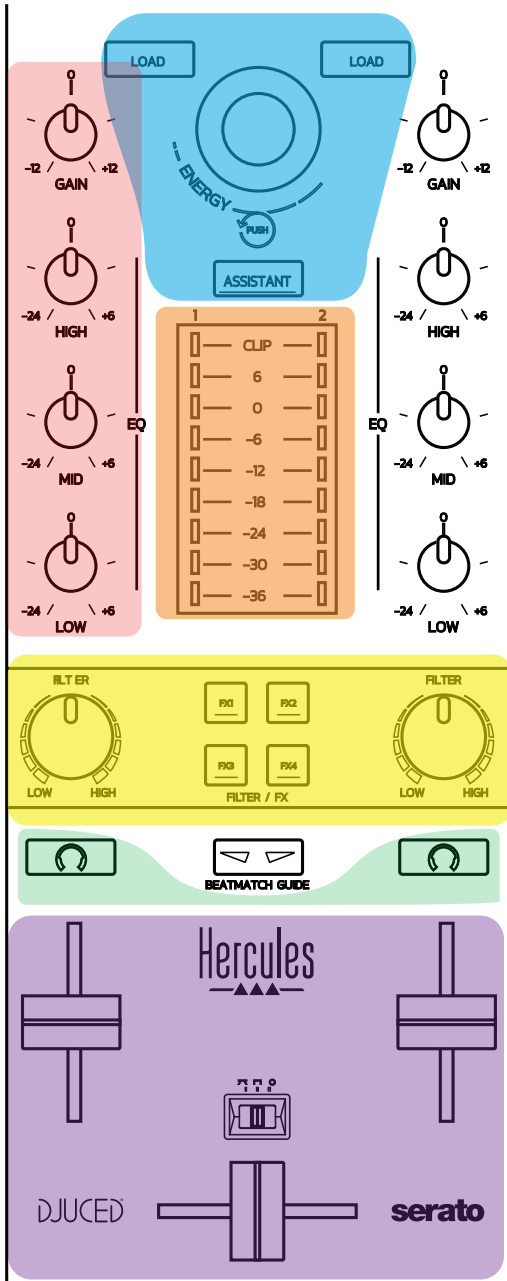 LOAD LOAD
0 0
ENERGY
-12 +12 -12 +12
GAIN GAIN
PUSH
0 0
ASSISTANT
-24 +6 -24 +6
HIGH HIGH
1 2
CLIP
6
0 0 0
EQ EQ
-6
-24 +6 -12 -24 +6
MID MID
-18
0 0
-24
-30
-24 +6 -36 -24 +6
LOW LOW
FILTER FILTER
FX1 FX2
FX3 FX4
LOW HIGH LOW HIGH
FILTER / FX
BEATMATCH GUIDE
Hercules
DJUCED serato